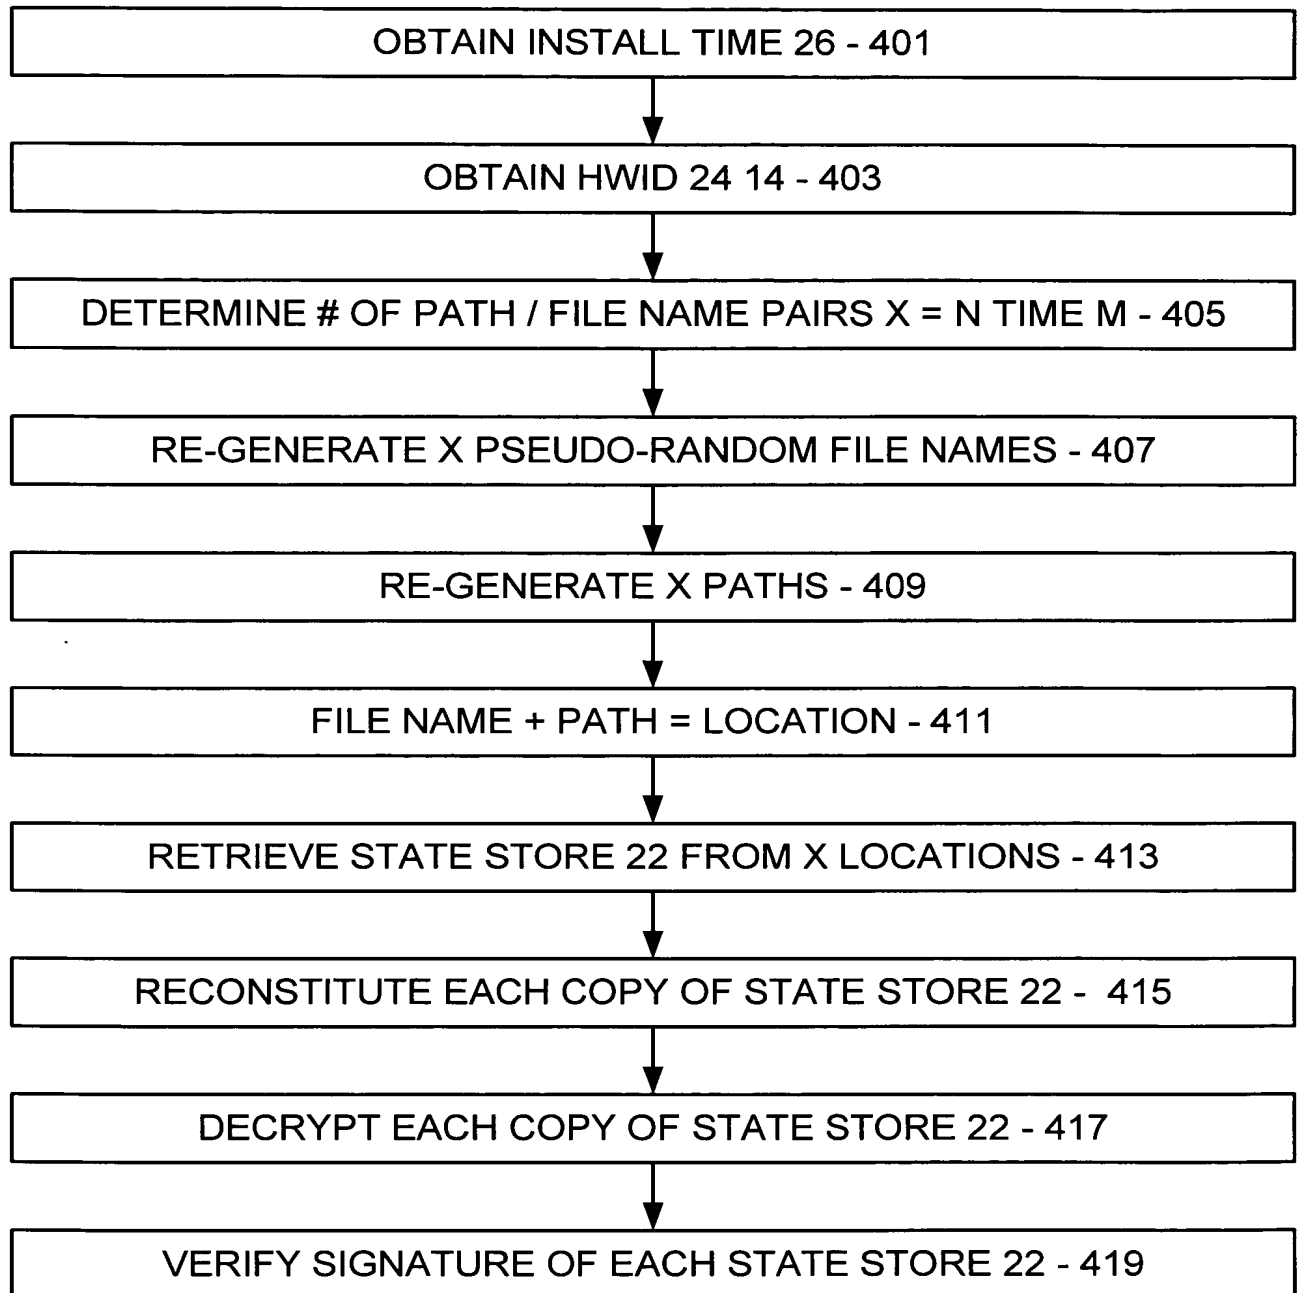 OBTAIN INSTALL TIME 26 - 401
OBTAIN HWID 24 14 - 403
DETERMINE # OF PATH / FILE NAME PAIRS X = N TIME M - 405
RE-GENERATE X PSEUDO-RANDOM FILE NAMES - 407
RE-GENERATE X PATHS - 409
FILE NAME + PATH = LOCATION - 411
RETRIEVE STATE STORE 22 FROM X LOCATIONS - 413
RECONSTITUTE EACH COPY OF STATE STORE 22 - 415
DECRYPT EACH COPY OF STATE STORE 22 - 417
VERIFY SIGNATURE OF EACH STATE STORE 22 - 419